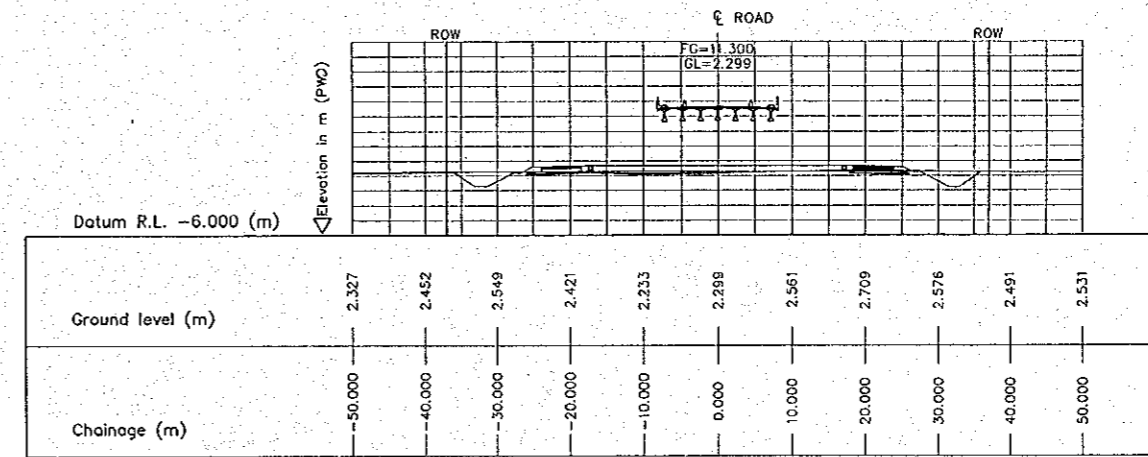 ℄ ROAD
ROW
ROW
FG=11.300
GL=2.299
Elevation in m (PWD)
Datum R.L. -6.000 (m)
Ground level (m)
2.327
2.452
2.549
2.421
2.233
2.299
2.561
2.709
2.576
2.491
2.531
Chainage (m)
-50.000
-40.000
-30.000
-20.000
-10.000
0.000
10.000
20.000
30.000
40.000
50.000